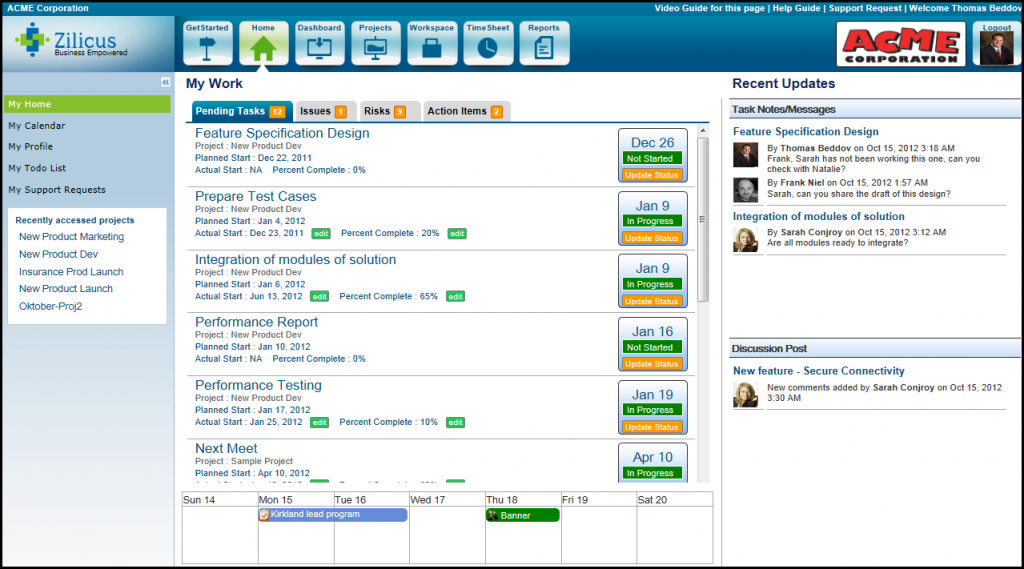 ACME Corporation
Video Guide for this page | Help Guide | Support Request | Welcome Thomas Beddov
Zilicus
Business Empowered
GetStarted
Home
Dashboard
Projects
Workspace
TimeSheet
Reports
ACME
CORPORATION
Logout
My Home
My Calendar
My Profile
My Todo List
My Support Requests
Recently accessed projects
New Product Marketing
New Product Dev
Insurance Prod Launch
New Product Launch
Oktober-Proj2
My Work
Pending Tasks 12
Issues 1
Risks 9
Action Items 2
Feature Specification Design
Project : New Product Dev
Planned Start : Dec 22, 2011
Actual Start : NA Percent Complete : 0%
Dec 26
Not Started
Update Status
Prepare Test Cases
Project : New Product Dev
Planned Start : Jan 4, 2012
Actual Start : Dec 23, 2011 edit Percent Complete : 20% edit
Jan 9
In Progress
Update Status
Integration of modules of solution
Project : New Product Dev
Planned Start : Jan 6, 2012
Actual Start : Jun 13, 2012 edit Percent Complete : 65% edit
Jan 9
In Progress
Update Status
Performance Report
Project : New Product Dev
Planned Start : Jan 10, 2012
Actual Start : NA Percent Complete : 0%
Jan 16
Not Started
Update Status
Performance Testing
Project : New Product Dev
Planned Start : Jan 17, 2012
Actual Start : Jan 25, 2012 edit Percent Complete : 10% edit
Jan 19
In Progress
Update Status
Next Meet
Project : Sample Project
Planned Start : Apr 10, 2012
Apr 10
In Progress
Sun 14
Mon 15
Tue 16
Wed 17
Thu 18
Fri 19
Sat 20
Kirkland lead program
Banner
Recent Updates
Task Notes/Messages
Feature Specification Design
By Thomas Beddov on Oct 15, 2012 3:18 AM
Frank, Sarah has not been working this one, can you
check with Natalie?
By Frank Niel on Oct 15, 2012 1:57 AM
Sarah, can you share the draft of this design?
Integration of modules of solution
By Sarah Conjroy on Oct 15, 2012 3:12 AM
Are all modules ready to integrate?
Discussion Post
New feature - Secure Connectivity
New comments added by Sarah Conjroy on Oct 15, 2012
3:30 AM